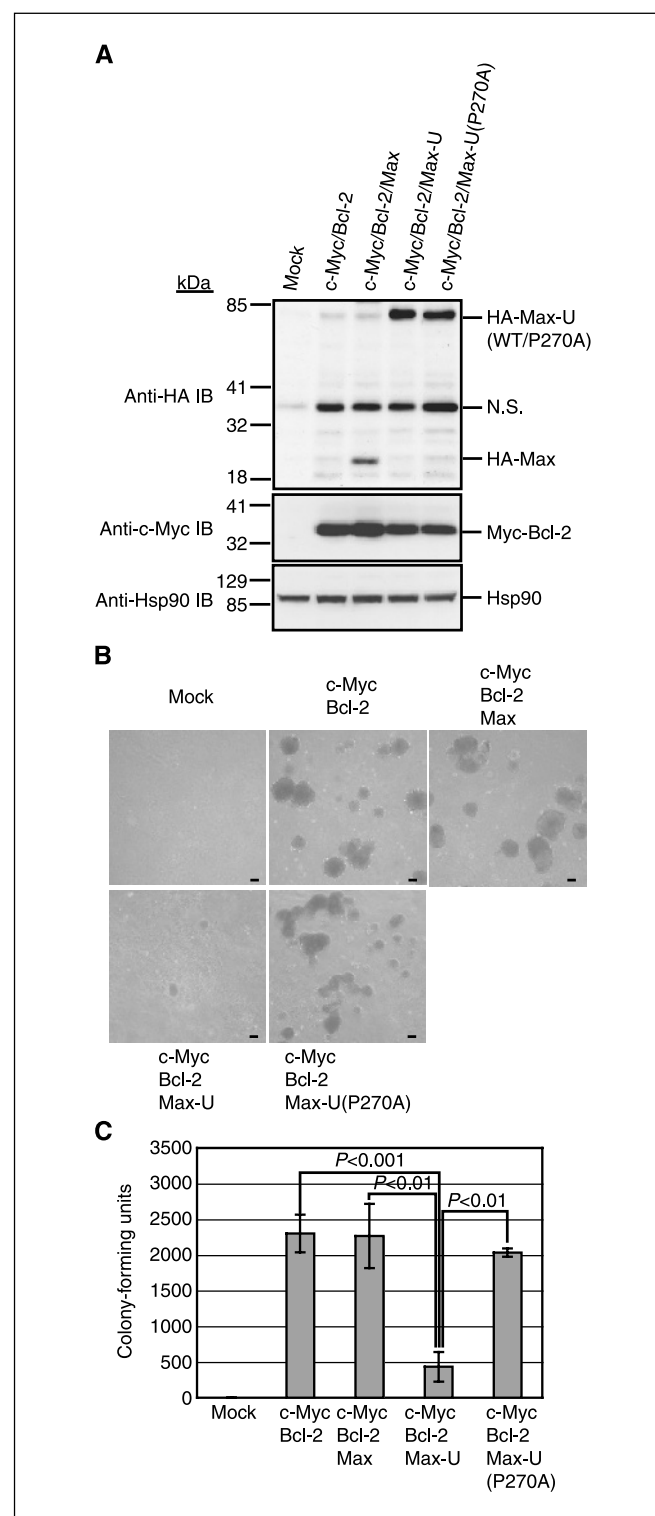 A
Mock
c-Myc/Bcl-2
c-Myc/Bcl-2/Max
c-Myc/Bcl-2/Max-U
c-Myc/Bcl-2/Max-U(P270A)
kDa
85
HA-Max-U
(WT/P270A)
Anti-HA IB
41
N.S.
32
HA-Max
18
41
Anti-c-Myc IB
Myc-Bcl-2
32
129
Anti-Hsp90 IB
85
Hsp90
B
Mock
c-Myc
Bcl-2
c-Myc
Bcl-2
Max
c-Myc
Bcl-2
Max-U
c-Myc
Bcl-2
Max-U(P270A)
C
Colony-forming units
3500
3000
2500
2000
1500
1000
500
0
P<0.001
P<0.01
P<0.01
Mock
c-Myc
Bcl-2
c-Myc
Bcl-2
Max
c-Myc
Bcl-2
Max-U
c-Myc
Bcl-2
Max-U
(P270A)